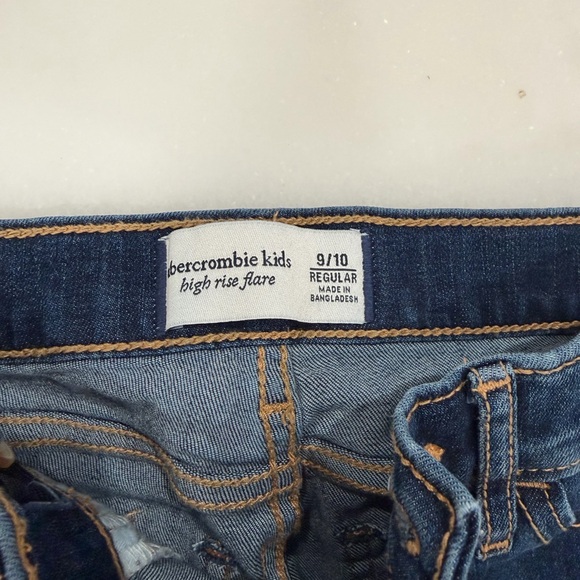 abercrombie kids
high rise flare
9/10
REGULAR
MADE IN
BANGLADESH